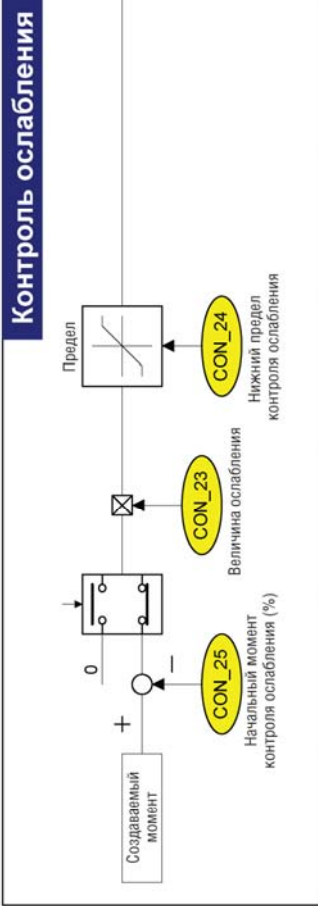 Контроль ослабления
Предел
CON_24
Нижний предел
контроля ослабления
CON_23
Величина ослабления
0
+
−
CON_25
Начальный момент
контроля ослабления (%)
Создаваемый
момент